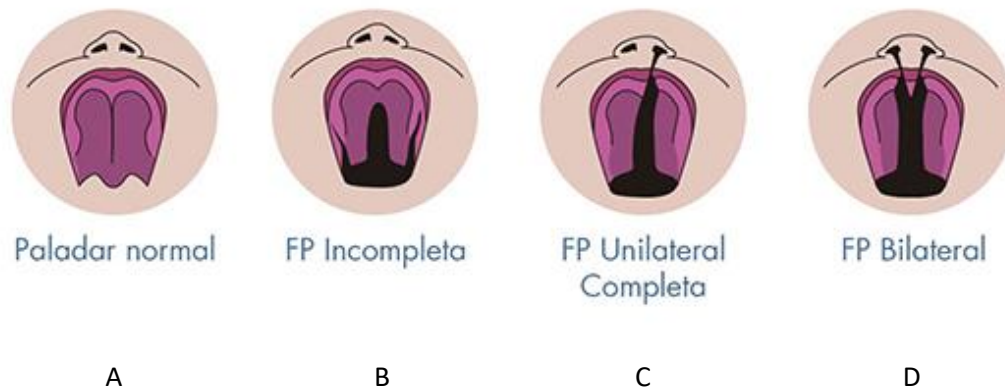 Paladar normal
FP Incompleta
FP Unilateral
Completa
FP Bilateral
A
B
C
D